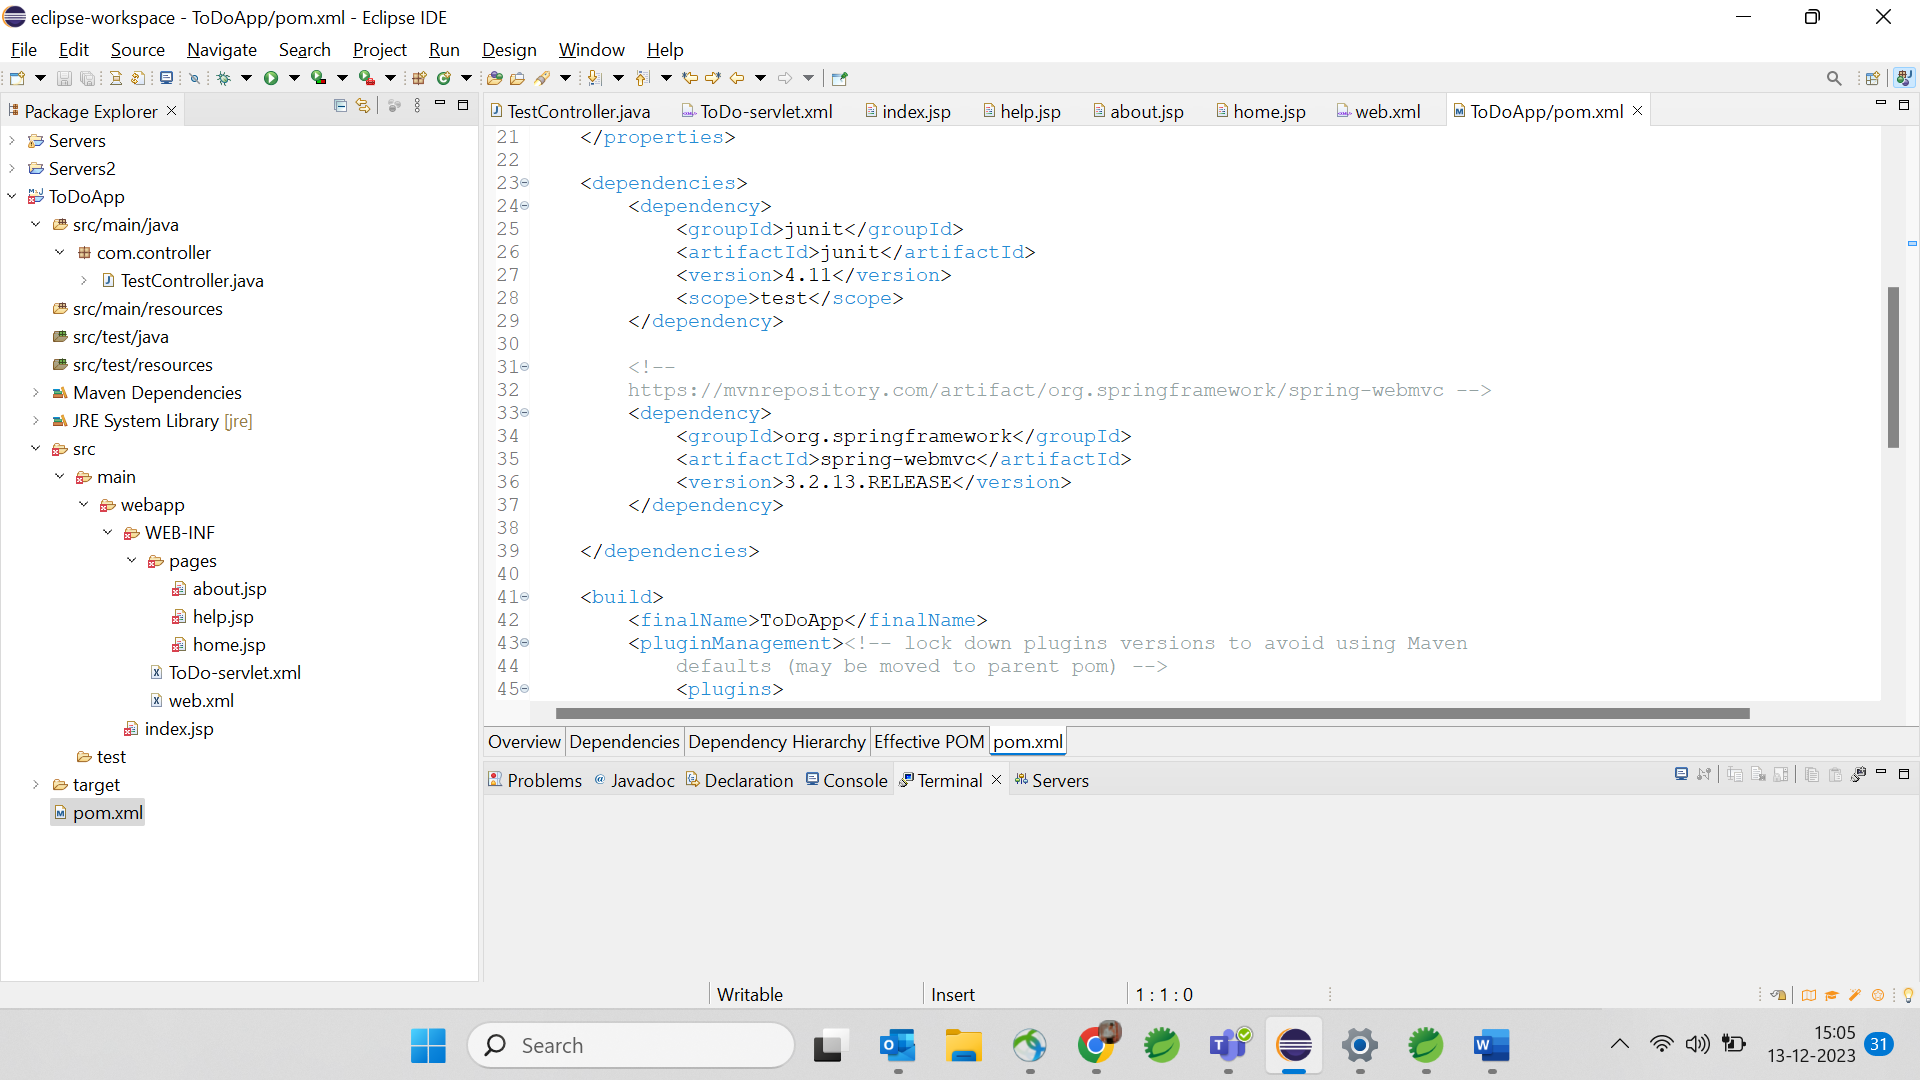 eclipse-workspace - ToDoApp/pom.xml - Eclipse IDE
File Edit Source Navigate Search Project Run Design Window Help
Package Explorer
Servers
Servers2
ToDoApp
src/main/java
com.controller
TestController.java
src/main/resources
src/test/java
src/test/resources
Maven Dependencies
JRE System Library [jre]
src
main
webapp
WEB-INF
pages
about.jsp
help.jsp
home.jsp
ToDo-servlet.xml
web.xml
index.jsp
test
target
pom.xml
TestController.java ToDo-servlet.xml index.jsp help.jsp about.jsp home.jsp web.xml ToDoApp/pom.xml
21 </properties>
22
23 <dependencies>
24 <dependency>
25 <groupId>junit</groupId>
26 <artifactId>junit</artifactId>
27 <version>4.11</version>
28 <scope>test</scope>
29 </dependency>
30
31 <!--
32 https://mvnrepository.com/artifact/org.springframework/spring-webmvc -->
33 <dependency>
34 <groupId>org.springframework</groupId>
35 <artifactId>spring-webmvc</artifactId>
36 <version>3.2.13.RELEASE</version>
37 </dependency>
38
39 </dependencies>
40
41 <build>
42 <finalName>ToDoApp</finalName>
43 <pluginManagement><!-- lock down plugins versions to avoid using Maven
44 defaults (may be moved to parent pom) -->
45 <plugins>
Overview Dependencies Dependency Hierarchy Effective POM pom.xml
Problems Javadoc Declaration Console Terminal Servers
Writable Insert 1 : 1 : 0
Search
15:05
13-12-2023 31